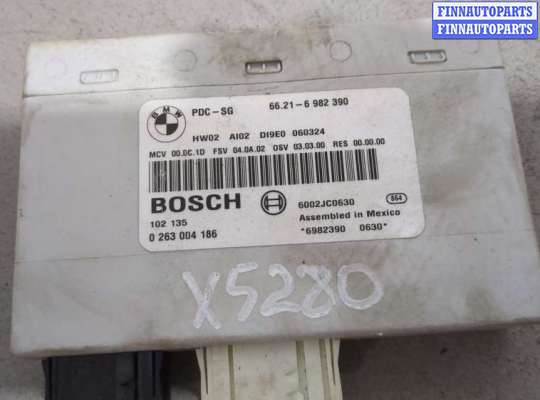 FINNAUTOPARTS
FINNAUTOPARTS
BMW
PDC-SG 66.21-6 982 390
HW02 AI02 DI9E0 060324
MCV 00.0C.1D FSV 04.0A.02 OSV 03.03.00 RES 00.00.00
BOSCH 6002JC0630 864
102 135 Assembled in Mexico
0 263 004 186 *6982390 0630*
X5280